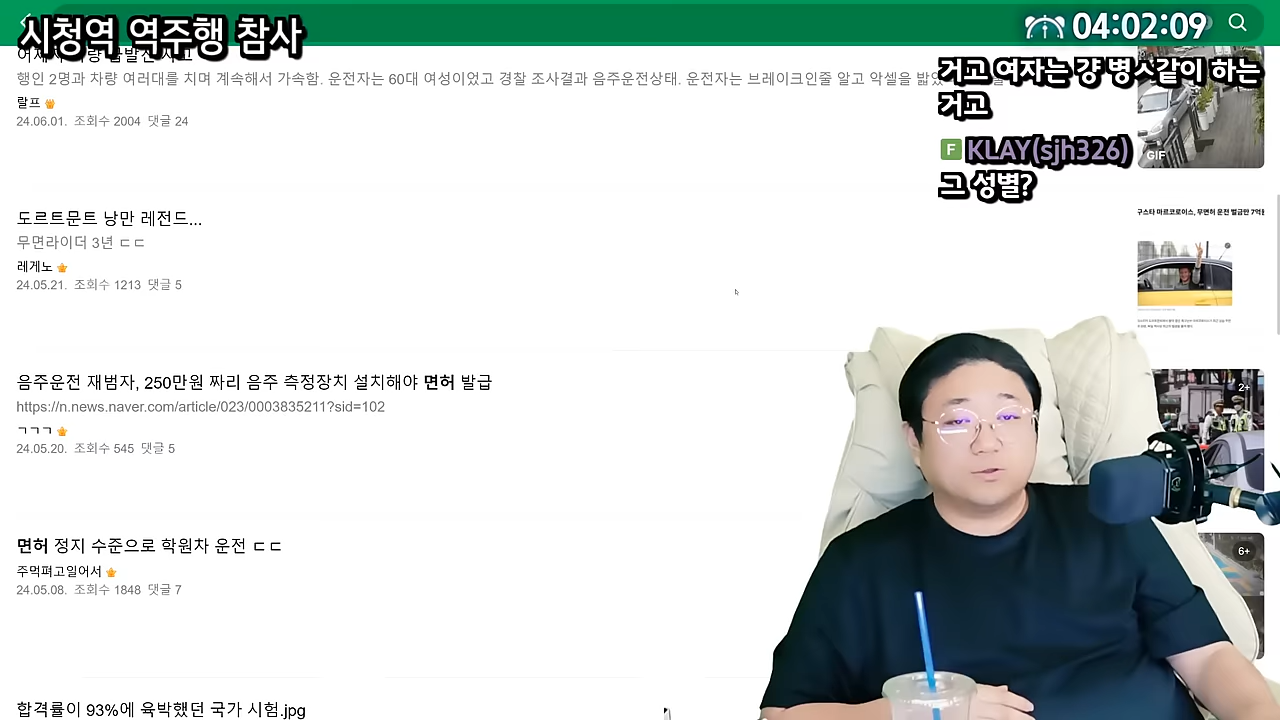 시청역 역주행 참사
04:02:09
행인 2명과 차량 여러대를 치며 계속해서 가속함. 운전자는 60대 여성이었고 경찰 조사결과 음주운전상태. 운전자는 브레이크인줄 알고 악셀을 밟았
랄프
24.06.01. 조회수 2004 댓글 24
거고 여자는 걍 병ㅅ같이 하는
거고
F KLAY(sjh326)
그 성별?
GIF
도르트문트 낭만 레전드...
무면라이더 3년 ㄷㄷ
레게노
24.05.21. 조회수 1213 댓글 5
구스타 마르코로이스, 무면허 운전 벌금만 7억원
음주운전 재범자, 250만원 짜리 음주 측정장치 설치해야 면허 발급
https://n.news.naver.com/article/023/0003835211?sid=102
ㄱㄱㄱ
24.05.20. 조회수 545 댓글 5
2+
면허 정지 수준으로 학원차 운전 ㄷㄷ
주먹펴고일어서
24.05.08. 조회수 1848 댓글 7
6+
합격률이 93%에 육박했던 국가 시험.jpg